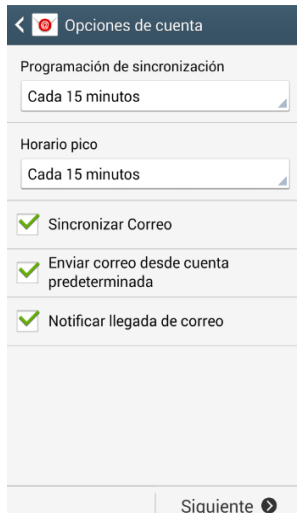 Opciones de cuenta
Programación de sincronización
Cada 15 minutos
Horario pico
Cada 15 minutos
Sincronizar Correo
Enviar correo desde cuenta
predeterminada
Notificar llegada de correo
Siguiente